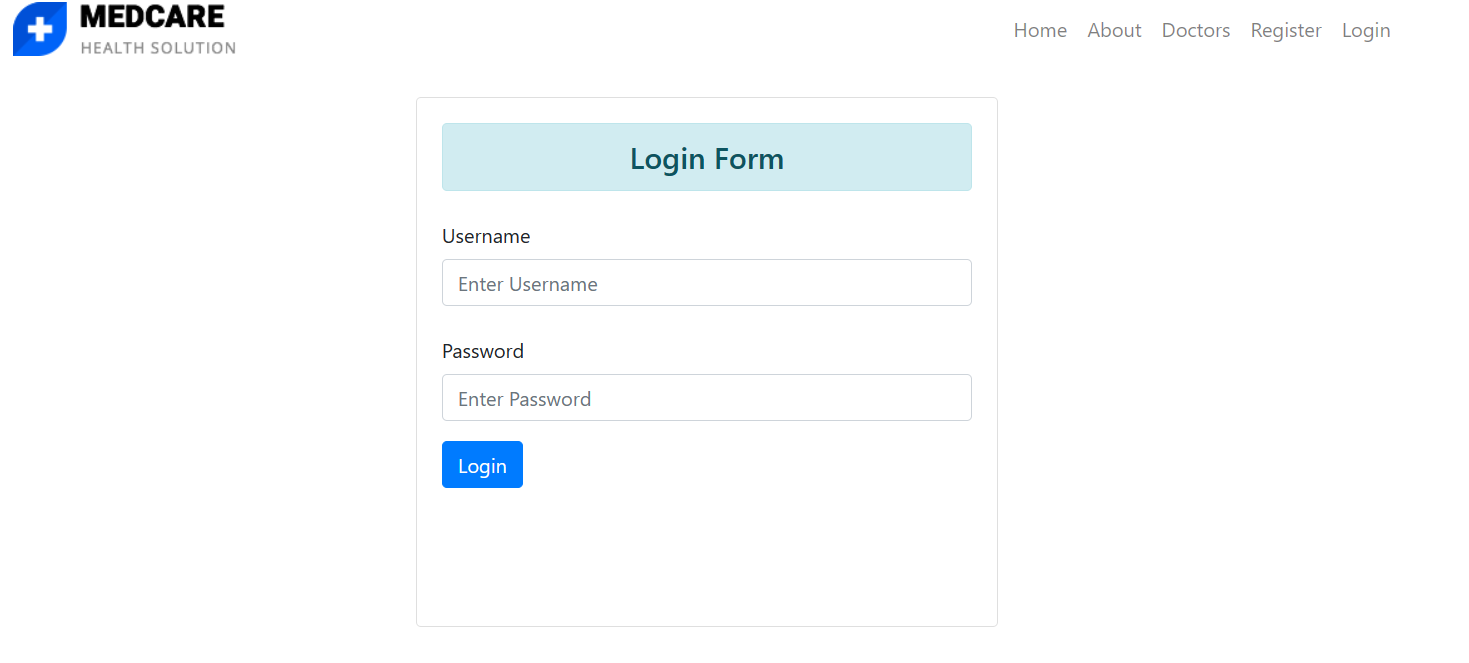 MEDCARE
HEALTH SOLUTION
Home About Doctors Register Login
Login Form
Username
Enter Username
Password
Enter Password
Login